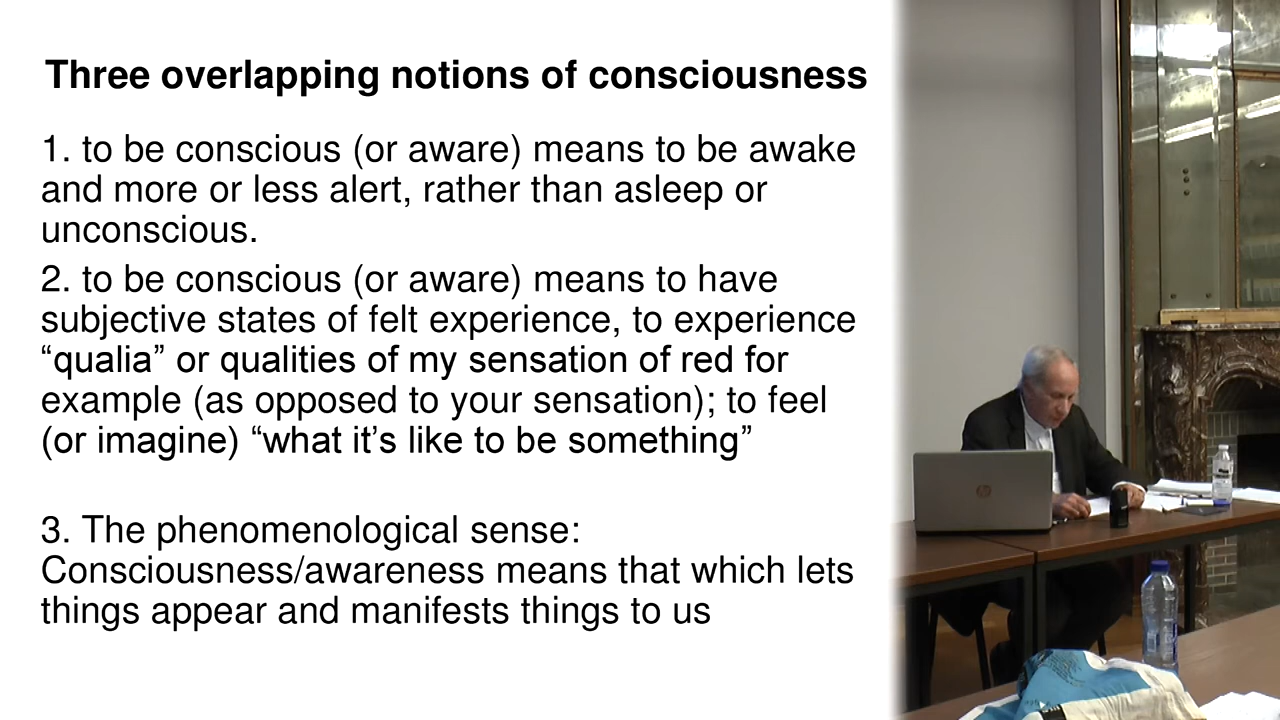 Three overlapping notions of consciousness
1. to be conscious (or aware) means to be awake
and more or less alert, rather than asleep or
unconscious.
2. to be conscious (or aware) means to have
subjective states of felt experience, to experience
“qualia” or qualities of my sensation of red for
example (as opposed to your sensation); to feel
(or imagine) “what it’s like to be something”
3. The phenomenological sense:
Consciousness/awareness means that which lets
things appear and manifests things to us
hp